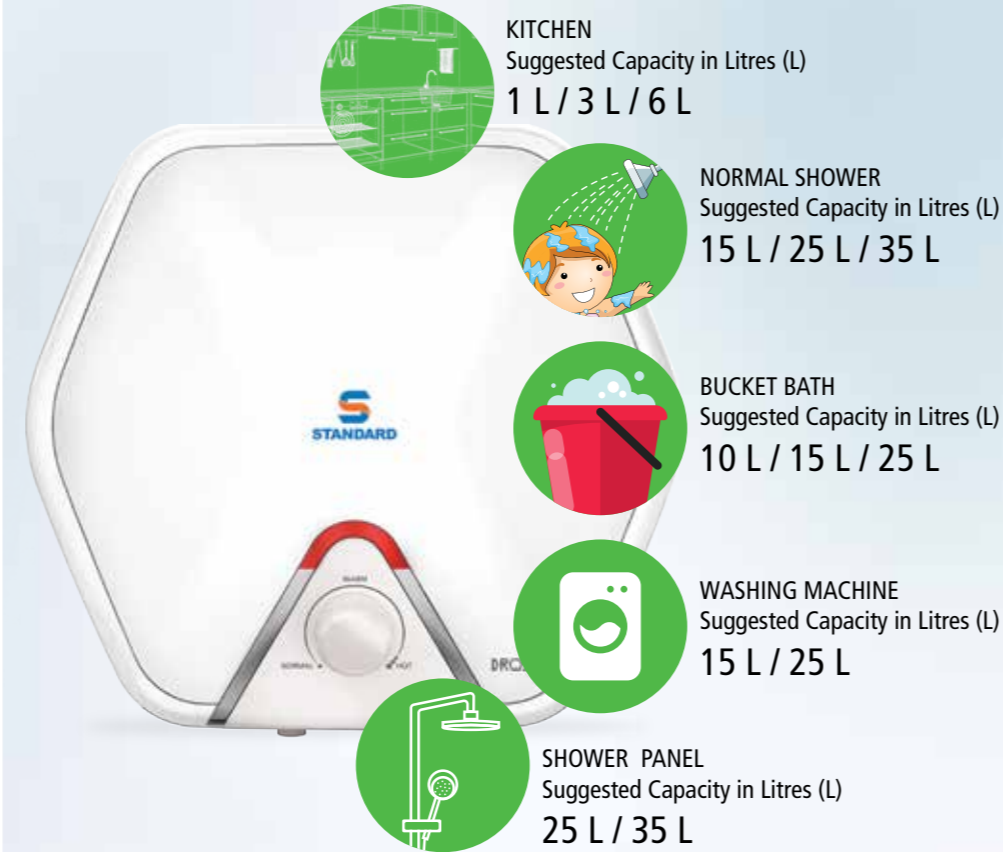 KITCHEN
Suggested Capacity in Litres (L)
1 L / 3 L / 6 L
NORMAL SHOWER
Suggested Capacity in Litres (L)
15 L / 25 L / 35 L
BUCKET BATH
Suggested Capacity in Litres (L)
10 L / 15 L / 25 L
S
STANDARD
WARM
NORMAL
HOT
WASHING MACHINE
Suggested Capacity in Litres (L)
15 L / 25 L
SHOWER PANEL
Suggested Capacity in Litres (L)
25 L / 35 L